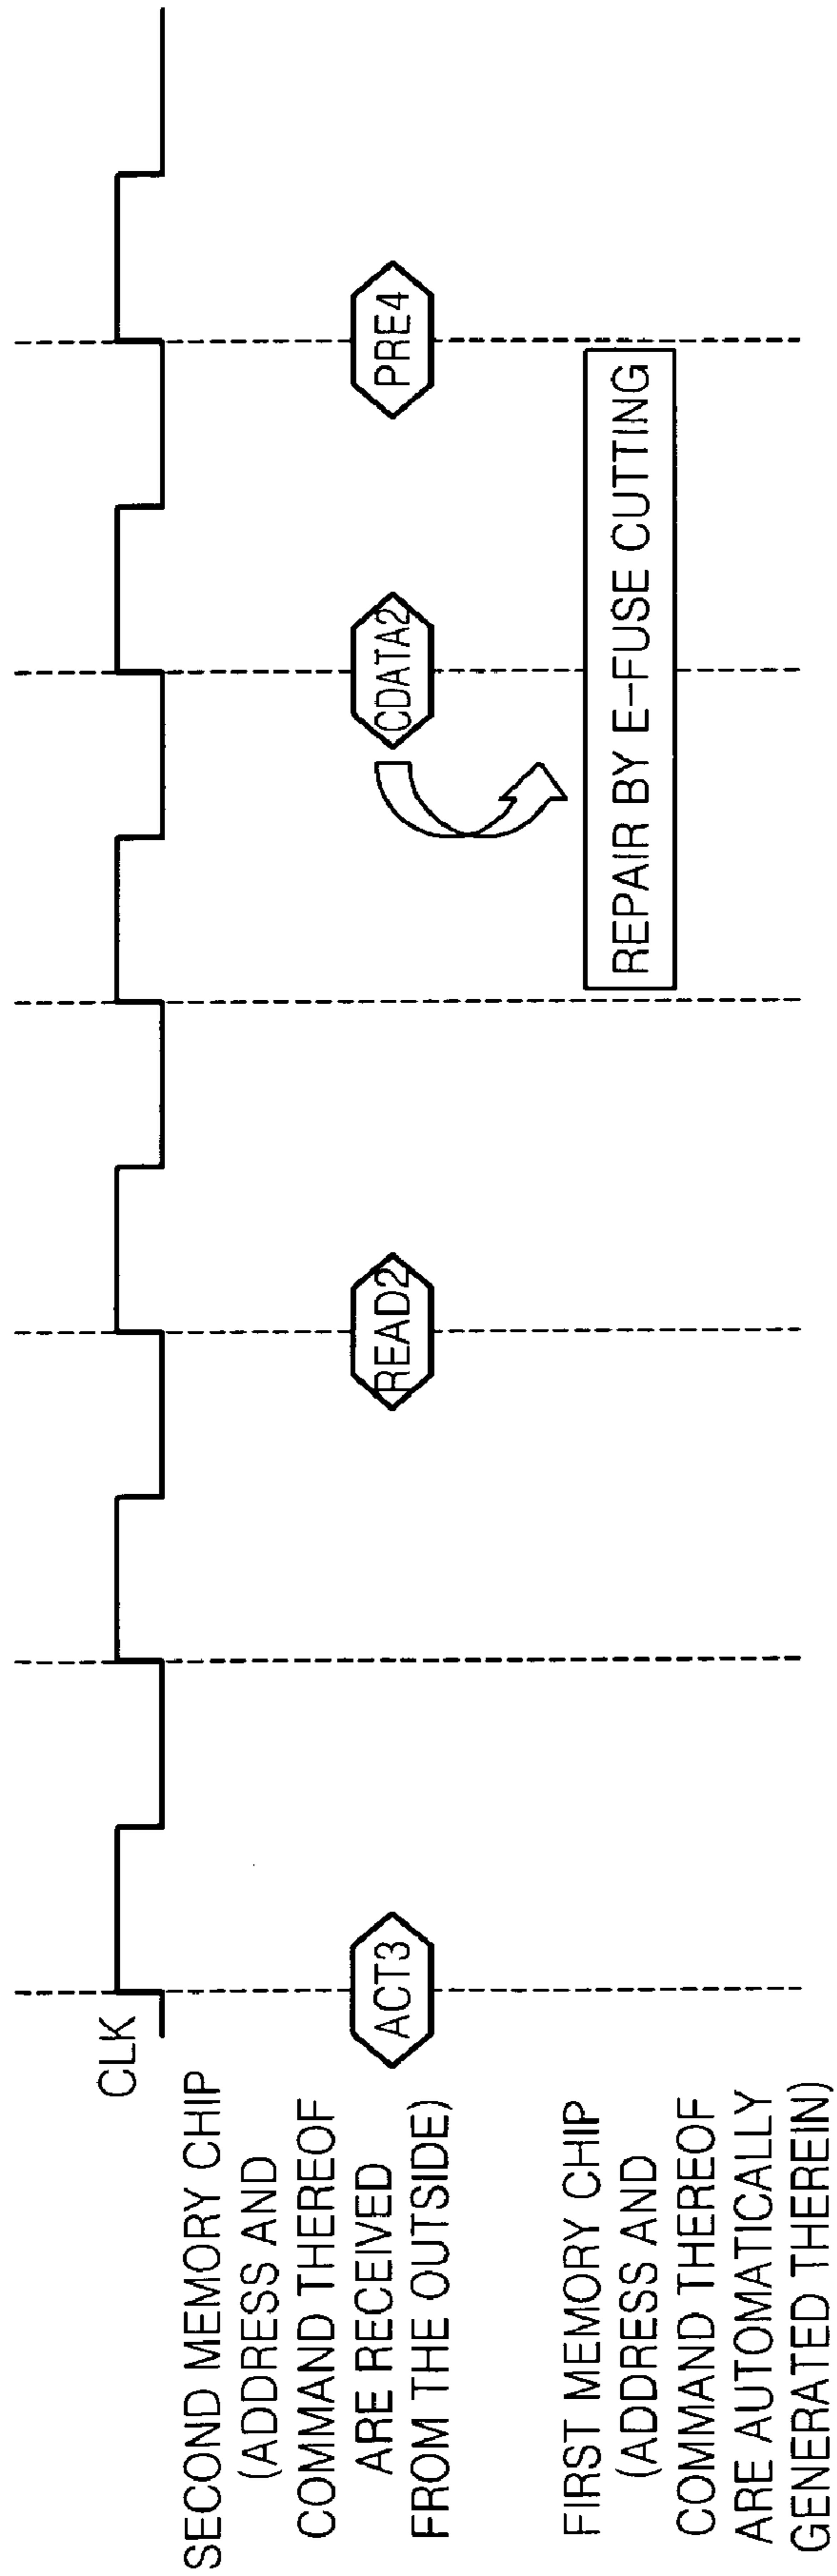 CLK
SECOND MEMORY CHIP
(ADDRESS AND
COMMAND THEREOF
ARE RECEIVED
FROM THE OUTSIDE)
ACT3
READ2
CDATA2
PRE4
FIRST MEMORY CHIP
(ADDRESS AND
COMMAND THEREOF
ARE AUTOMATICALLY
GENERATED THEREIN)
REPAIR BY E-FUSE CUTTING